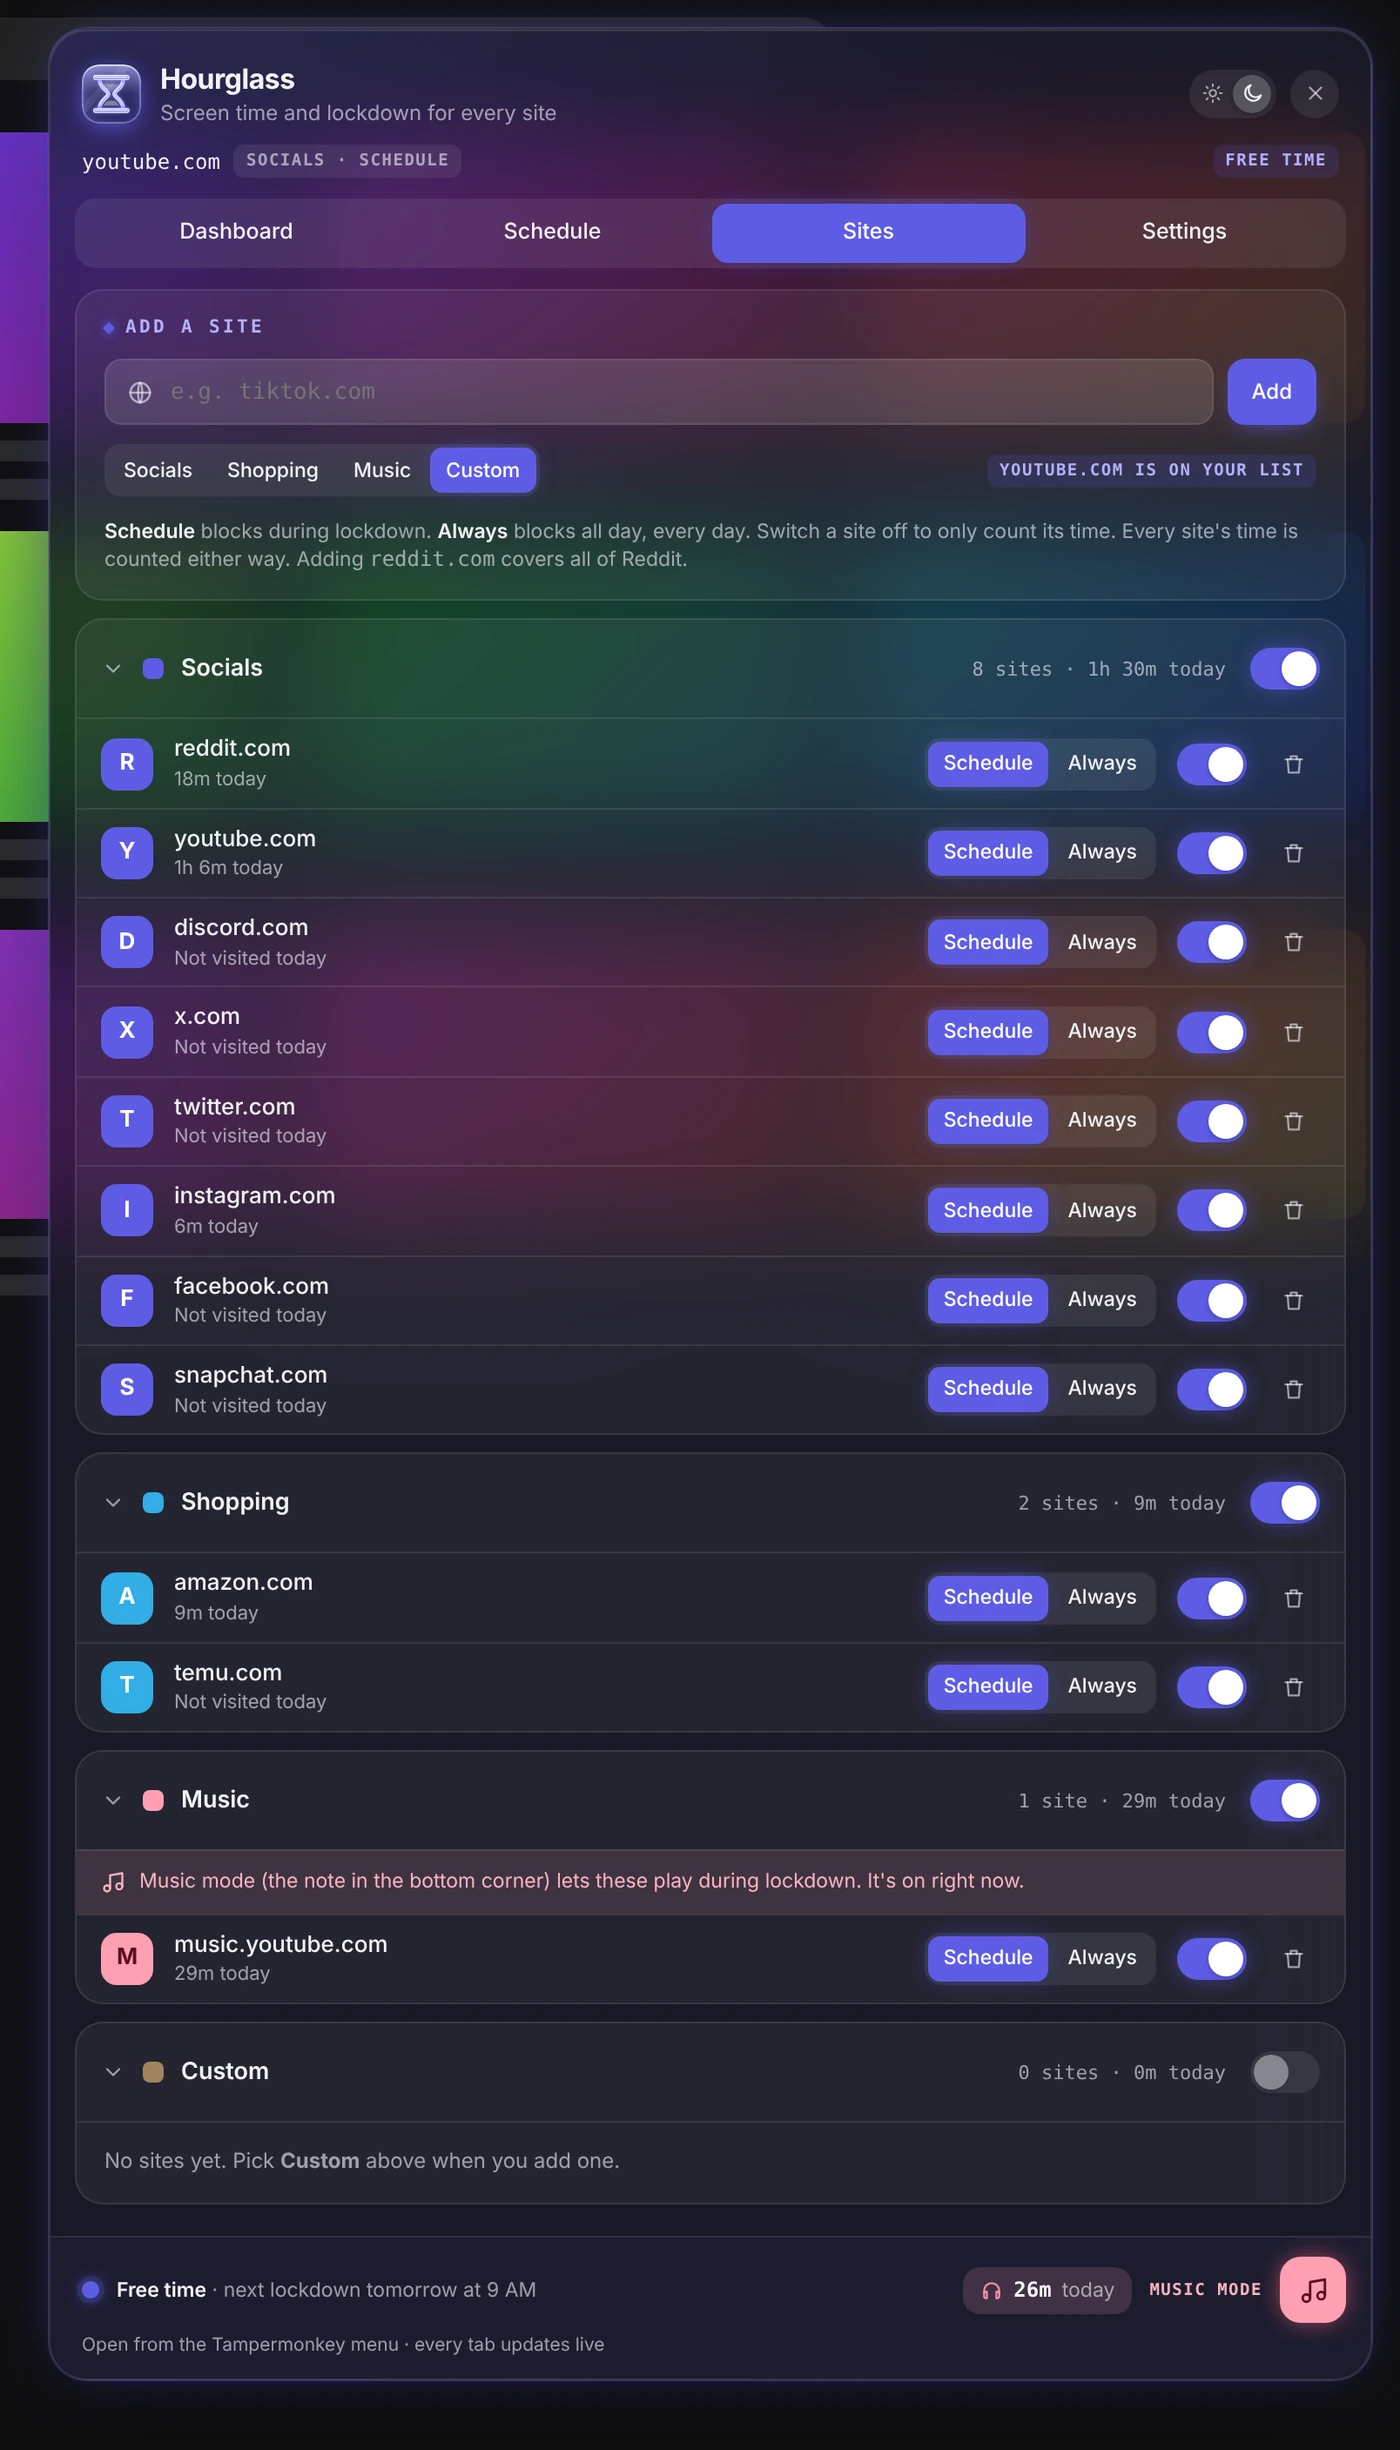 Hourglass
Screen time and lockdown for every site
youtube.com SOCIALS · SCHEDULE FREE TIME
Dashboard Schedule Sites Settings
ADD A SITE
e.g. tiktok.com Add
Socials Shopping Music Custom YOUTUBE.COM IS ON YOUR LIST
Schedule blocks during lockdown. Always blocks all day, every day. Switch a site off to only count its time. Every site's time is
counted either way. Adding reddit.com covers all of Reddit.
Socials 8 sites · 1h 30m today
R reddit.com Schedule Always
18m today
Y youtube.com Schedule Always
1h 6m today
D discord.com Schedule Always
Not visited today
X x.com Schedule Always
Not visited today
T twitter.com Schedule Always
Not visited today
I instagram.com Schedule Always
6m today
F facebook.com Schedule Always
Not visited today
S snapchat.com Schedule Always
Not visited today
Shopping 2 sites · 9m today
A amazon.com Schedule Always
9m today
T temu.com Schedule Always
Not visited today
Music 1 site · 29m today
Music mode (the note in the bottom corner) lets these play during lockdown. It's on right now.
M music.youtube.com Schedule Always
29m today
Custom 0 sites · 0m today
No sites yet. Pick Custom above when you add one.
Free time · next lockdown tomorrow at 9 AM 26m today MUSIC MODE
Open from the Tampermonkey menu · every tab updates live